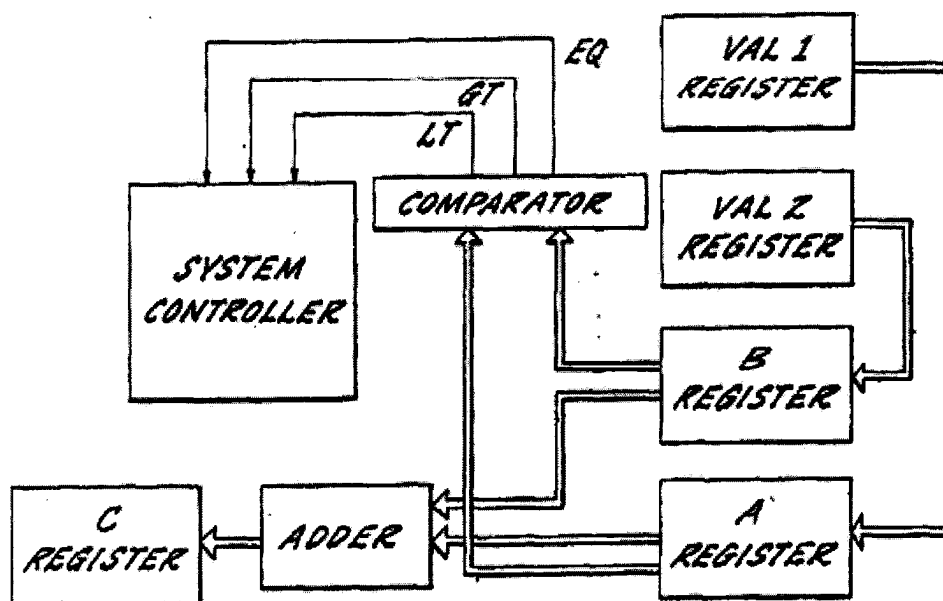 EQ
GT
LT
VAL 1
REGISTER
COMPARATOR
VAL 2
REGISTER
SYSTEM
CONTROLLER
B
REGISTER
C
REGISTER
ADDER
A
REGISTER